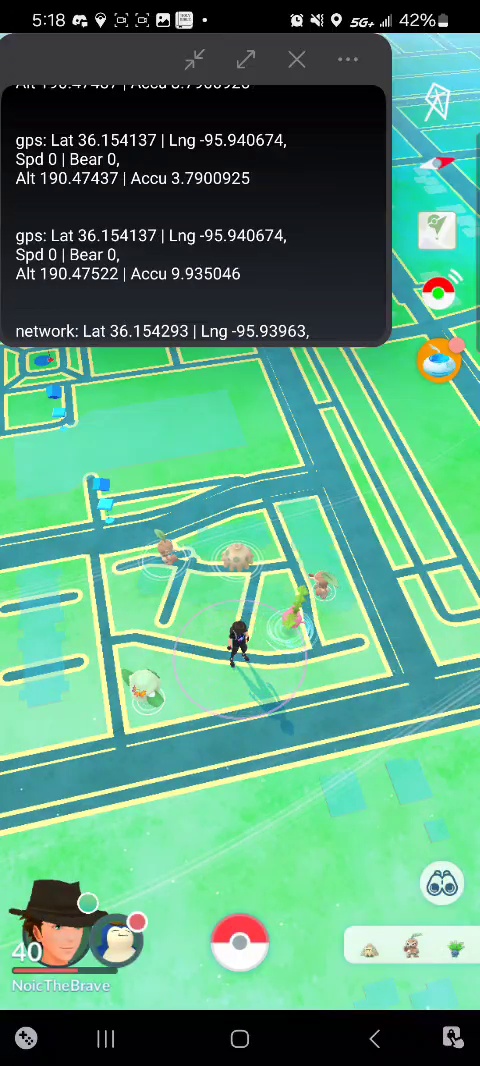 5:18
5G+
42%
gps: Lat 36.154137 | Lng -95.940674,
Spd 0 | Bear 0,
Alt 190.47437 | Accu 3.7900925
gps: Lat 36.154137 | Lng -95.940674,
Spd 0 | Bear 0,
Alt 190.47522 | Accu 9.935046
network: Lat 36.154293 | Lng -95.93963,
40
NoicTheBrave